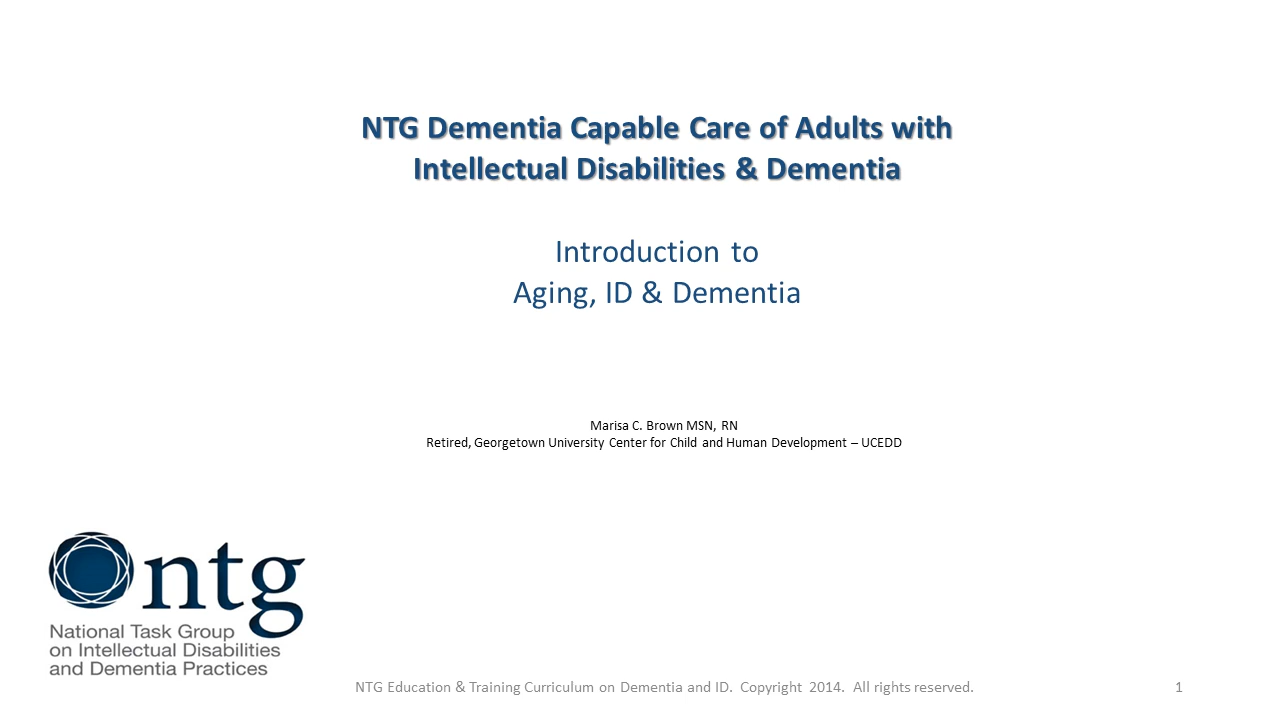 NTG Dementia Capable Care of Adults with
Intellectual Disabilities & Dementia
Introduction to
Aging, ID & Dementia
Marisa C. Brown MSN, RN
Retired, Georgetown University Center for Child and Human Development – UCEDD
ntg
National Task Group
on Intellectual Disabilities
and Dementia Practices
NTG Education & Training Curriculum on Dementia and ID. Copyright 2014. All rights reserved.
1